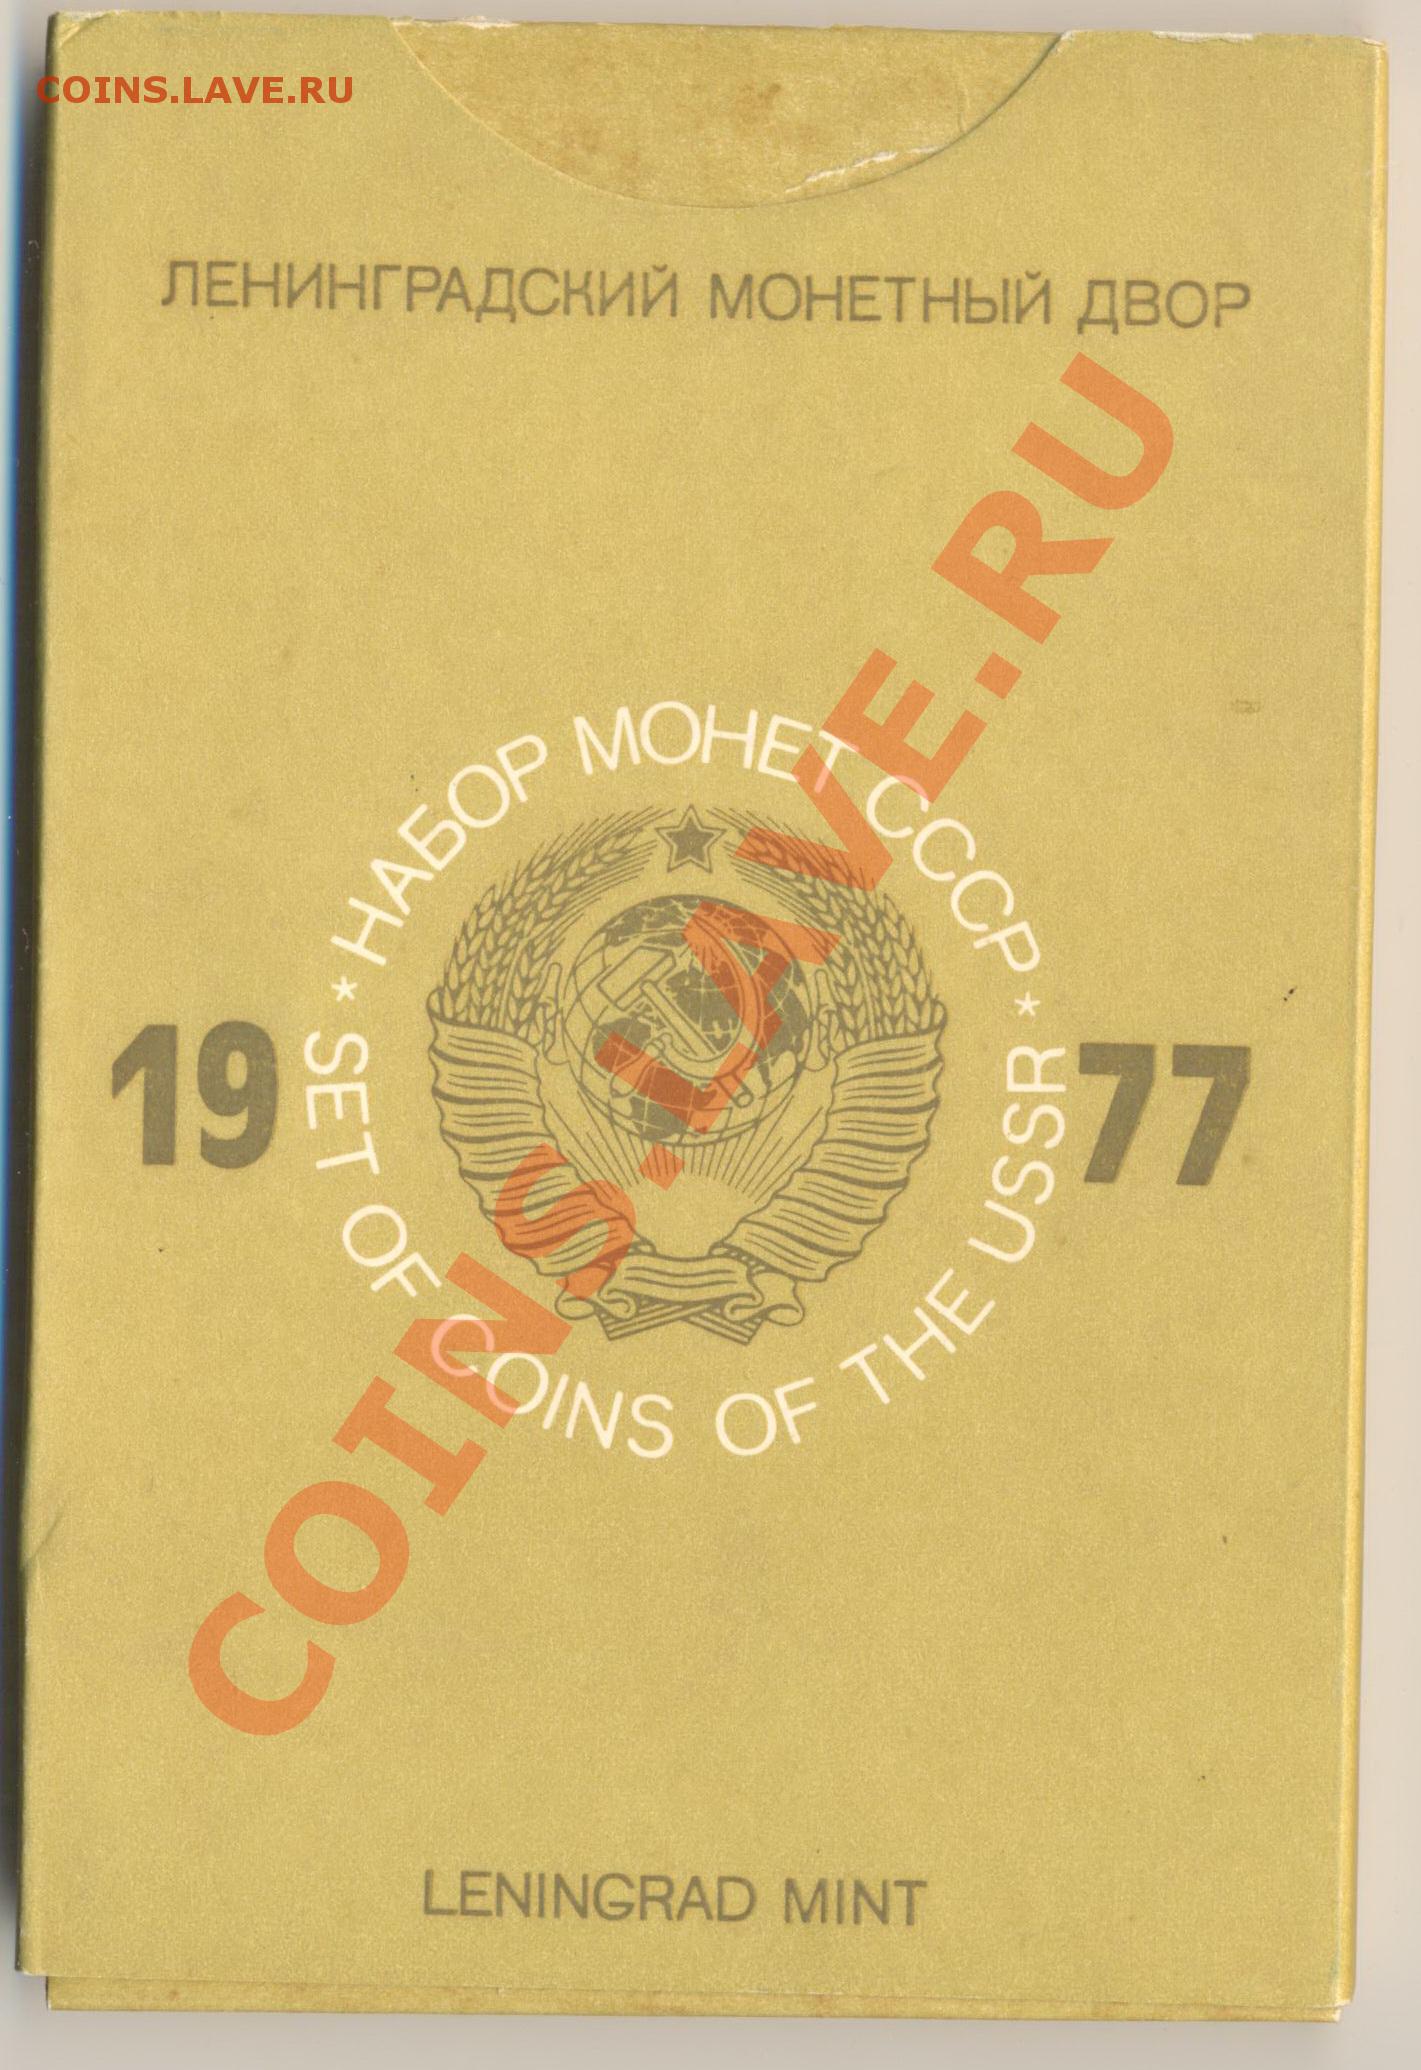 COINS.LAVE.RU
ЛЕНИНГРАДСКИЙ МОНЕТНЫЙ ДВОР
* НАБОР МОНЕТ СССР *
19 77
SET OF COINS OF THE USSR
LENINGRAD MINT
COINS.LAVE.RU